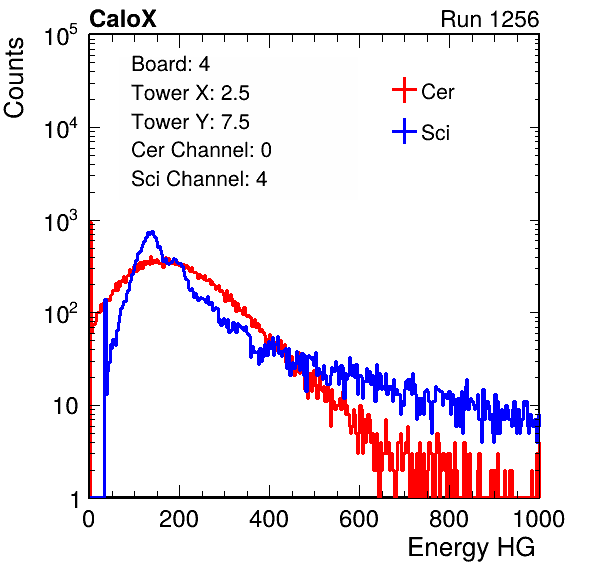 CaloX Run 1256
Counts
10^5
10^4
10^3
10^2
10
1
Board: 4
Tower X: 2.5
Tower Y: 7.5
Cer Channel: 0
Sci Channel: 4
Cer
Sci
0 200 400 600 800 1000
Energy HG